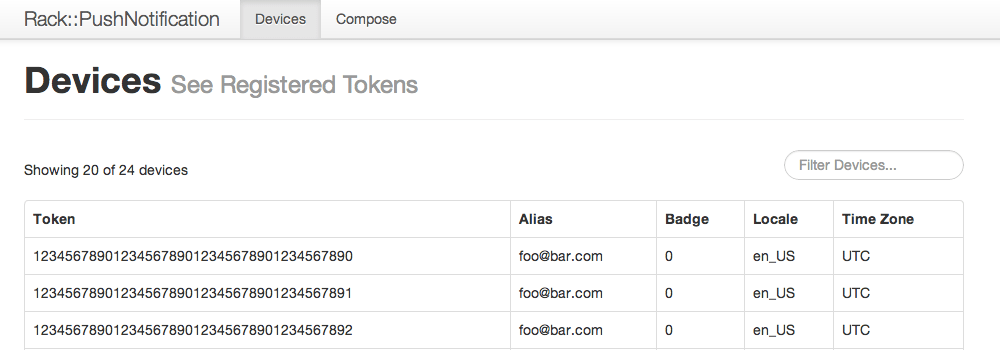 Rack::PushNotification Devices Compose
Devices See Registered Tokens
Showing 20 of 24 devices Filter Devices...
Token Alias Badge Locale Time Zone
1234567890123456789012345678901234567890 foo@bar.com 0 en_US UTC
1234567890123456789012345678901234567891 foo@bar.com 0 en_US UTC
1234567890123456789012345678901234567892 foo@bar.com 0 en_US UTC